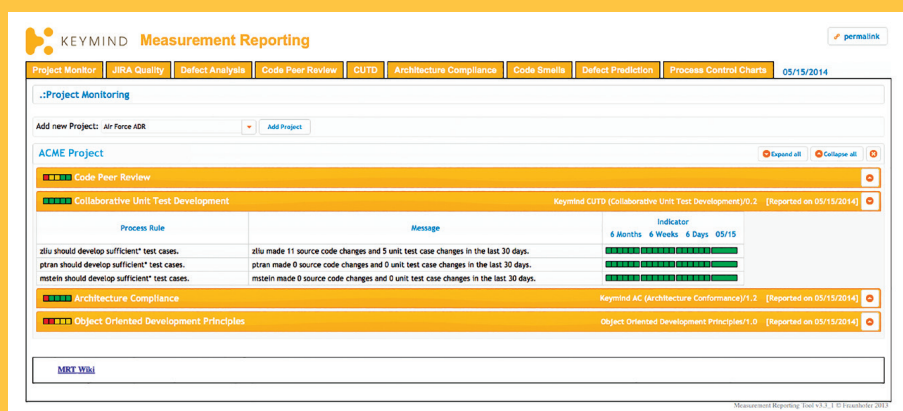 KEYMIND Measurement Reporting
permalink
Project Monitor JIRA Quality Defect Analysis Code Peer Review CUTD Architecture Compliance Code Smells Defect Prediction Process Control Charts 05/15/2014
.:Project Monitoring
Add new Project: Air Force ADR Add Project
ACME Project Expand all Collapse all
Code Peer Review
Collaborative Unit Test Development Keymind CUTD (Collaborative Unit Test Development)/0.2 [Reported on 05/15/2014]
Process Rule Message Indicator
6 Months 6 Weeks 6 Days 05/15
zliu should develop sufficient* test cases. zliu made 11 source code changes and 5 unit test case changes in the last 30 days.
ptran should develop sufficient* test cases. ptran made 0 source code changes and 0 unit test case changes in the last 30 days.
mstein should develop sufficient* test cases. mstein made 0 source code changes and 0 unit test case changes in the last 30 days.
Architecture Compliance Keymind AC (Architecture Conformance)/1.2 [Reported on 05/15/2014]
Object Oriented Development Principles Object Oriented Development Principles/1.0 [Reported on 05/15/2014]
MRT Wiki
Measurement Reporting Tool v3.3_1 © Fraunhofer 2013